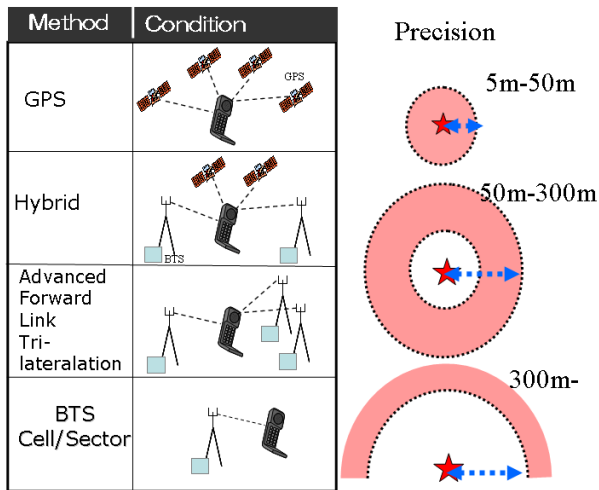 Method Condition
Precision
GPS
GPS
5m-50m
Hybrid
BTS
50m-300m
Advanced
Forward
Link
Tri-
lateralation
BTS
Cell/Sector
300m-